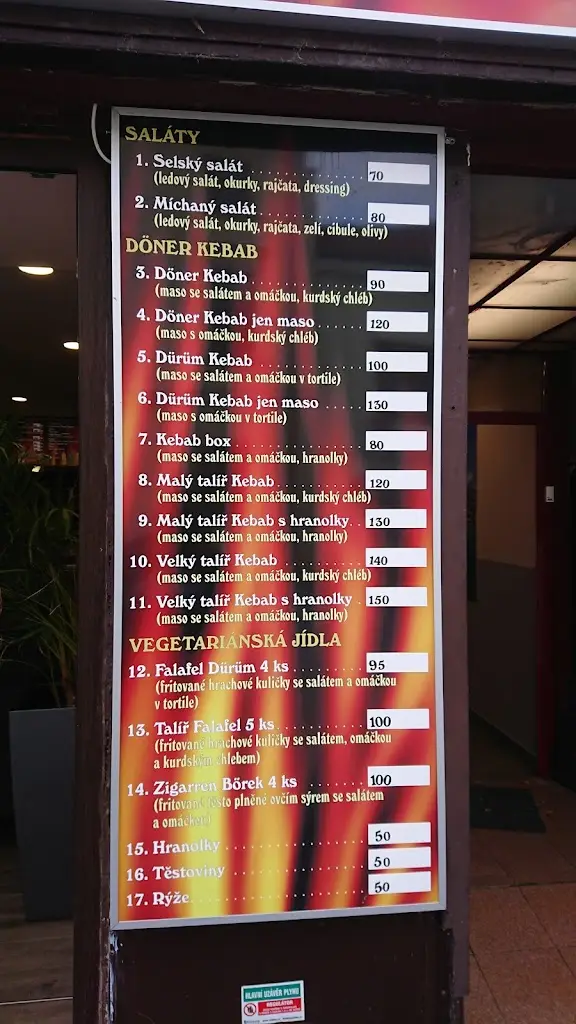 SALÁTY
1. Selský salát 70
(ledový salát, okurky, rajčata, dressing)
2. Míchaný salát 80
(ledový salát, okurky, rajčata, zelí, cibule, olivy)
DÖNER KEBAB
3. Döner Kebab 90
(maso se salátem a omáčkou, kurdský chléb)
4. Döner Kebab jen maso 120
(maso s omáčkou, kurdský chléb)
5. Dürüm Kebab 100
(maso se salátem a omáčkou v tortile)
6. Dürüm Kebab jen maso 130
(maso s omáčkou v tortile)
7. Kebab box 80
(maso se salátem a omáčkou, hranolky)
8. Malý talíř Kebab 120
(maso se salátem a omáčkou, kurdský chléb)
9. Malý talíř Kebab s hranolky 130
(maso se salátem a omáčkou, hranolky)
10. Velký talíř Kebab 140
(maso se salátem a omáčkou, kurdský chléb)
11. Velký talíř Kebab s hranolky 150
(maso se salátem a omáčkou, hranolky)
VEGETARIÁNSKÁ JÍDLA
12. Falafel Dürüm 4 ks 95
(fritované hrachové kuličky se salátem a omáčkou
v tortile)
13. Talíř Falafel 5 ks 100
(fritované hrachové kuličky se salátem, omáčkou
a kurdským chlebem)
14. Zigarren Börek 4 ks 100
(fritované těsto plněné ovčím sýrem se salátem
a omáčkou)
15. Hranolky 50
16. Těstoviny 50
17. Rýže 50
HLAVNÍ UZÁVĚR PLYNU
REGULÁTOR